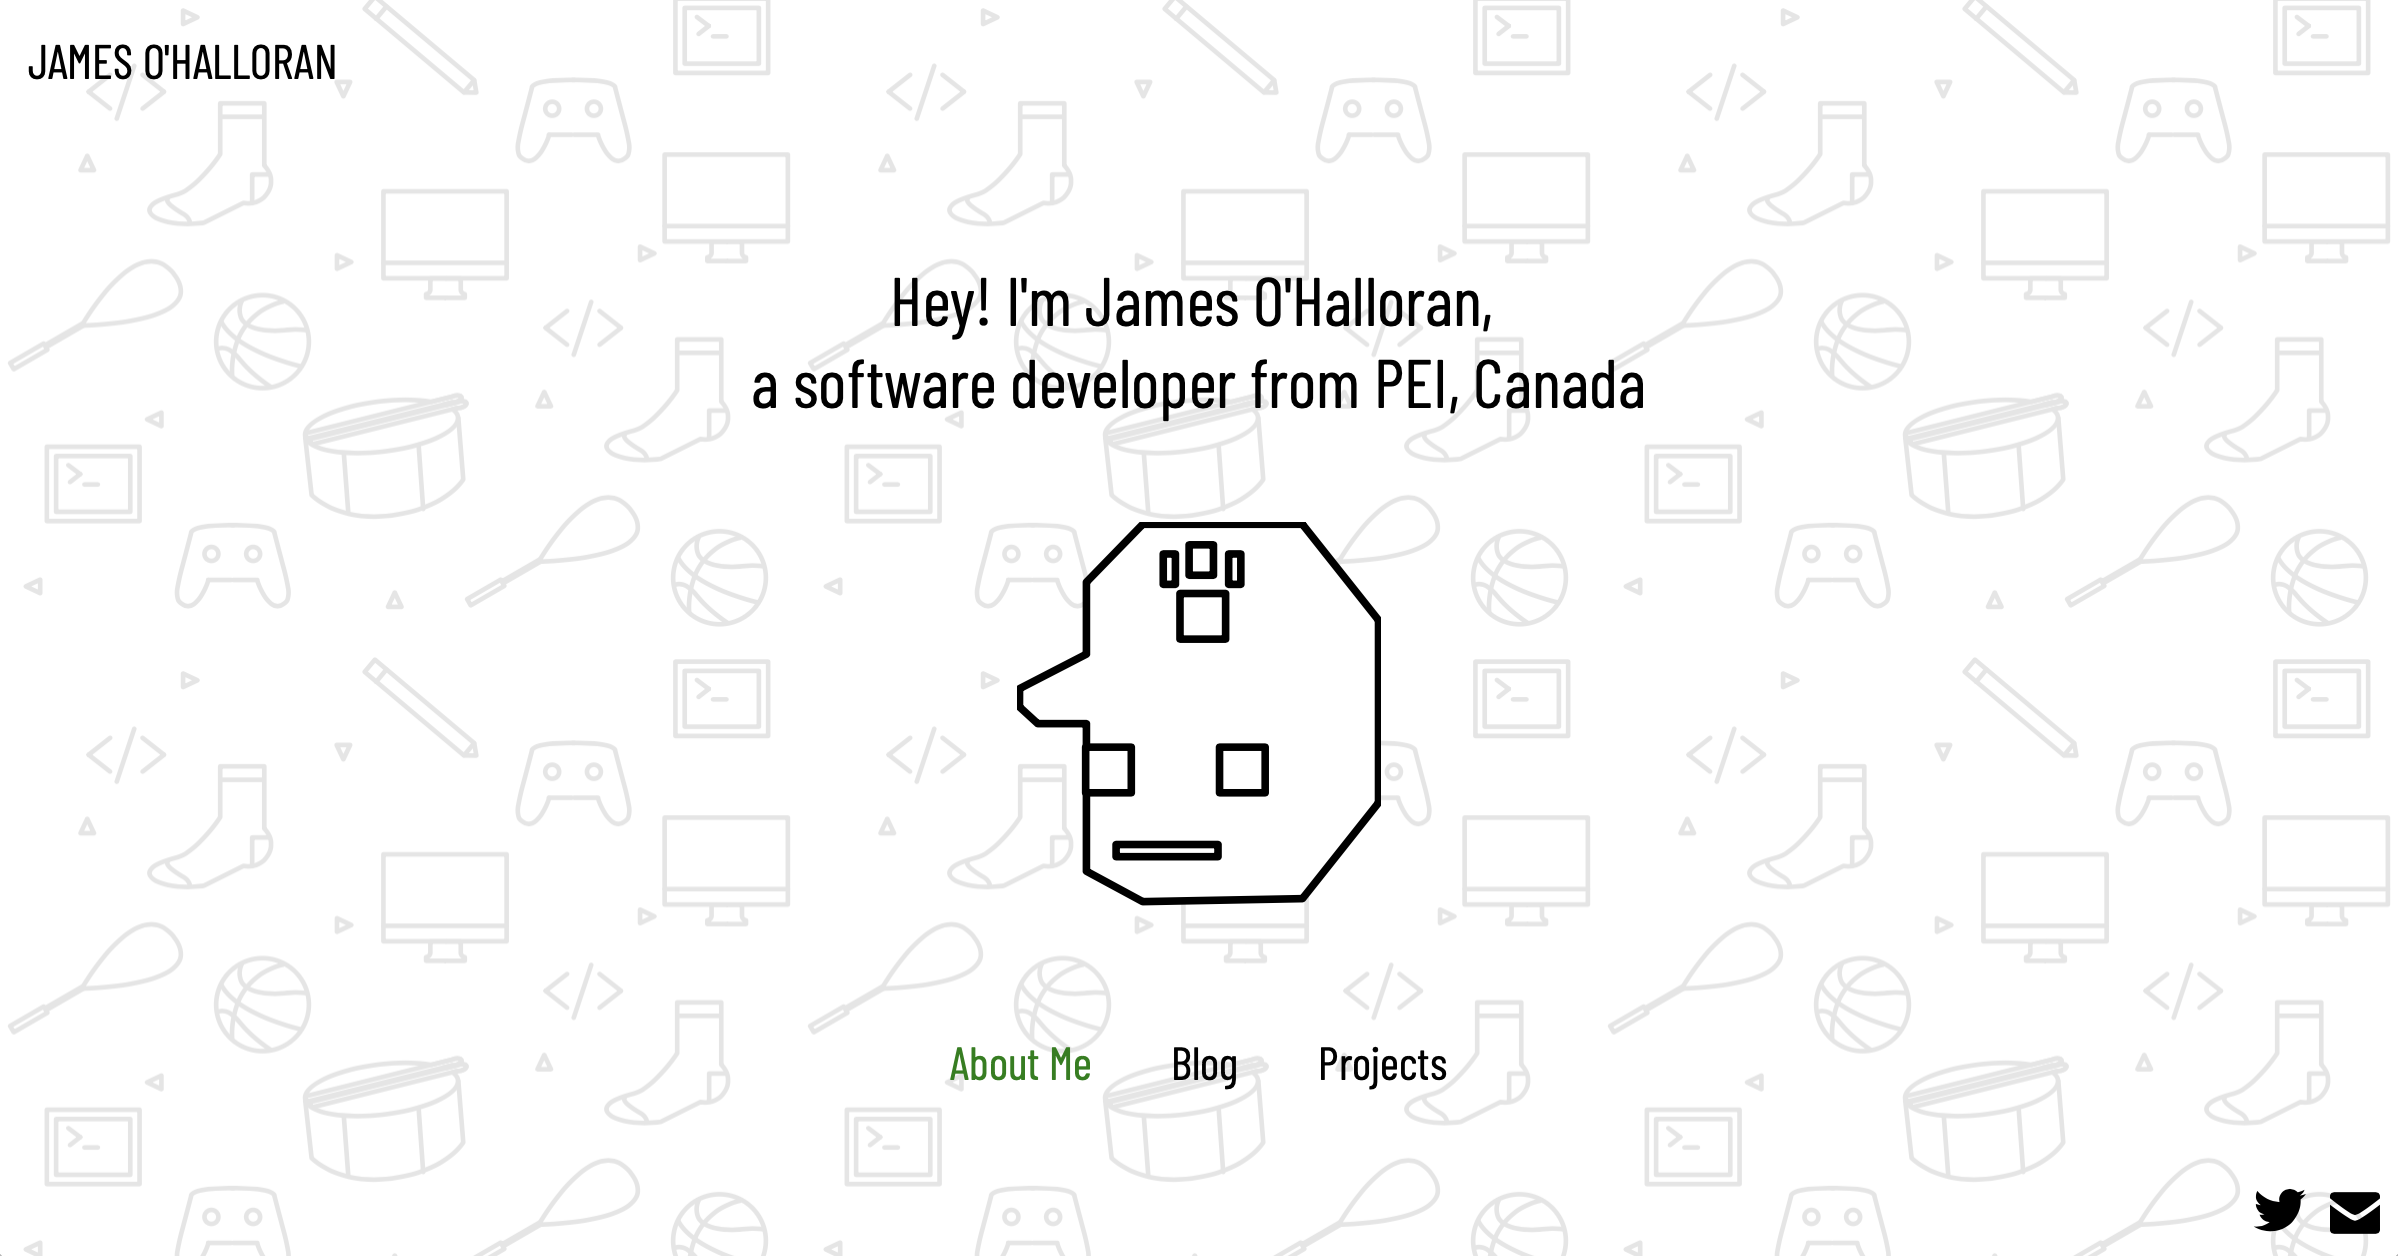 JAMES O'HALLORAN
Hey! I'm James O'Halloran,
a software developer from PEI, Canada
About Me
Blog
Projects